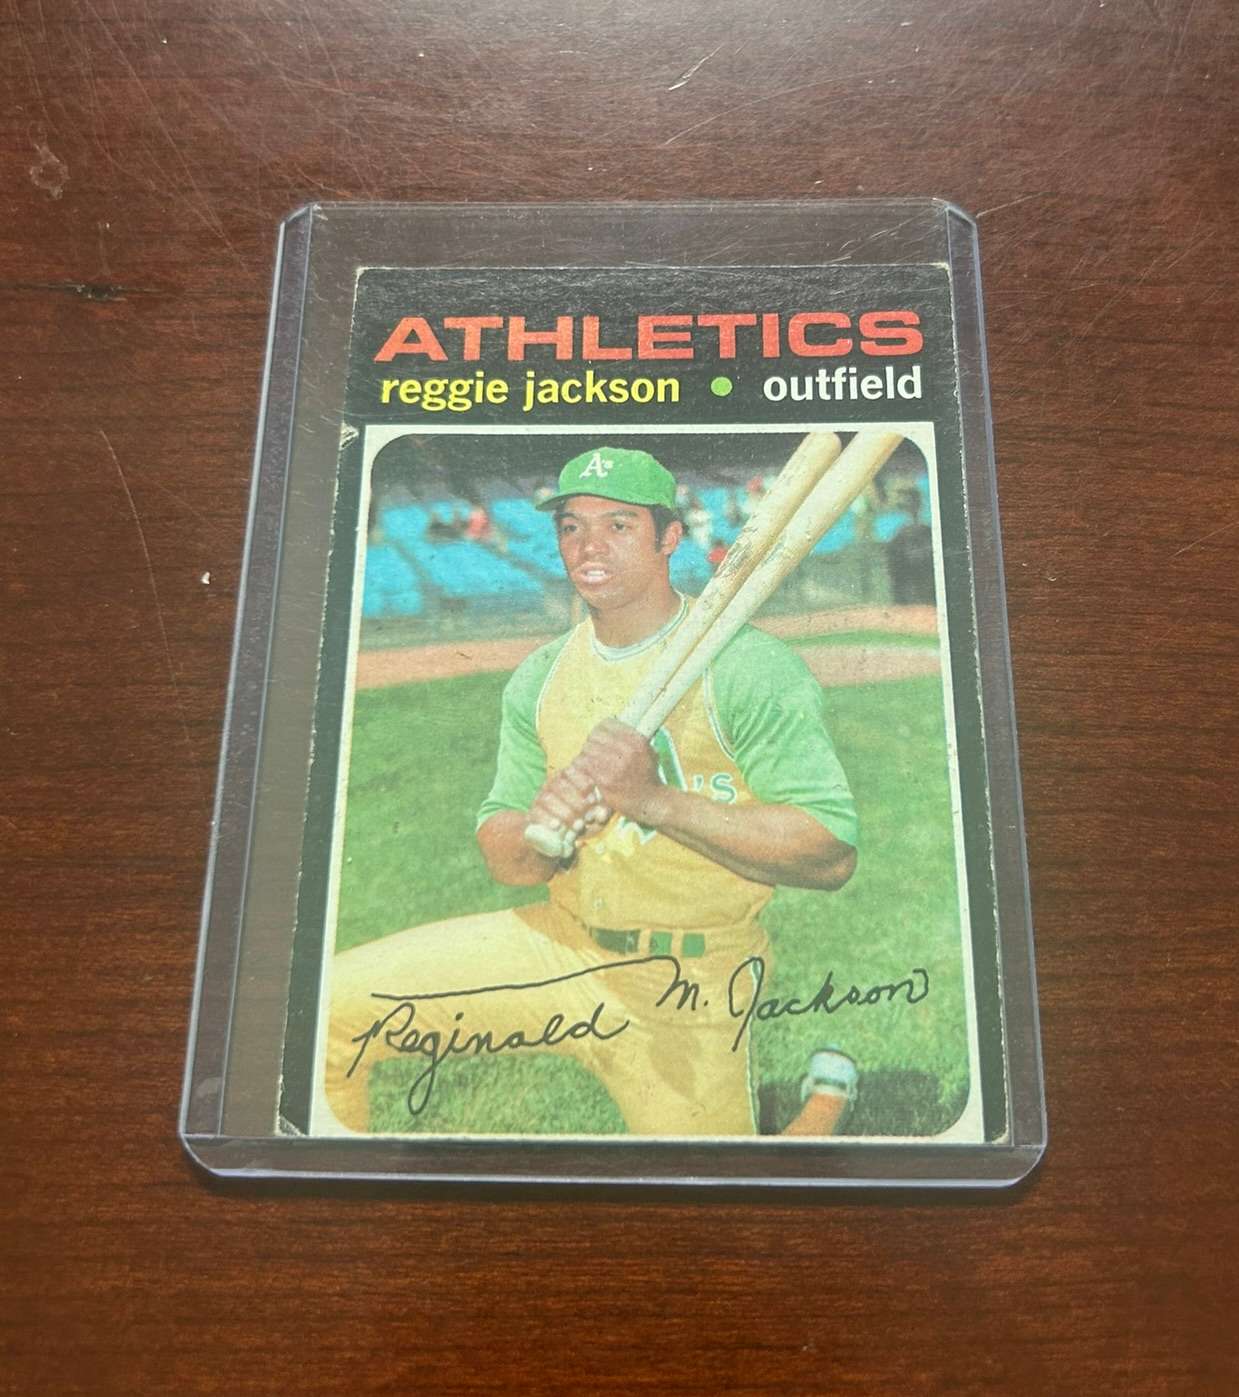 ATHLETICS
reggie jackson • outfield
A's
'S
Reginald M. Jackson